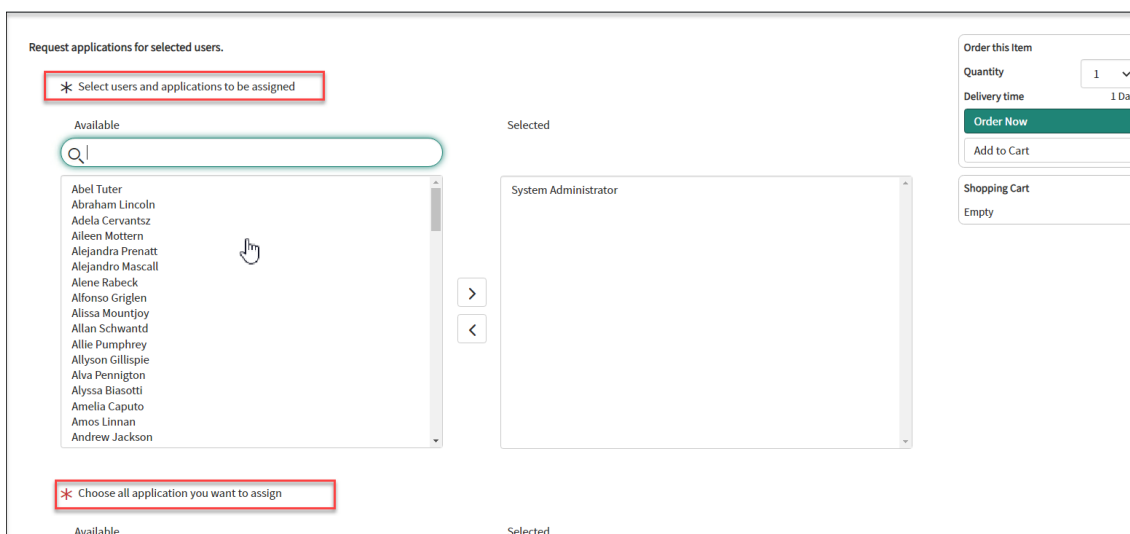 Request applications for selected users.
Select users and applications to be assigned
Available
Selected
Abel Tuter
Abraham Lincoln
Adela Cervantsz
Aileen Mottern
Alejandra Prenatt
Alejandro Mascall
Alene Rabeck
Alfonso Griglen
Alissa Mountjoy
Allan Schwantd
Allie Pumphrey
Allyson Gillispie
Alva Pennigton
Alyssa Biasotti
Amelia Caputo
Amos Linnan
Andrew Jackson
System Administrator
Choose all application you want to assign
Available
Selected
Order this Item
Quantity 1
Delivery time 1 Da
Order Now
Add to Cart
Shopping Cart
Empty